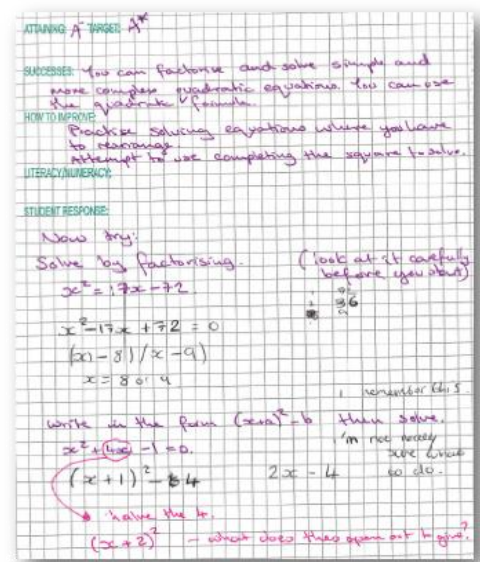 ATTAINING: A⁻ TARGET: A*
SUCCESSES: You can factorise and solve simple and
more complex quadratic equations. You can use
the quadratic formula.
HOW TO IMPROVE:
Practise solving equations where you have
to rearrange.
Attempt to use completing the square to solve.
LITERACY/NUMERACY:
STUDENT RESPONSE:
Now try:
Solve by factorising. (look at it carefully
before you start)
x² = 17x - 72.
36
x² - 17x + 72 = 0
(x - 8)(x - 9)
x = 8 or 9
remember this
Write in the form (x+a)² - b then solve.
x² + 4x - 1 = 0.
I'm not really
sure what
to do.
(x + 1)² - 4
2x - 4
halve the 4.
(x + 2)² - what does this open out to give?